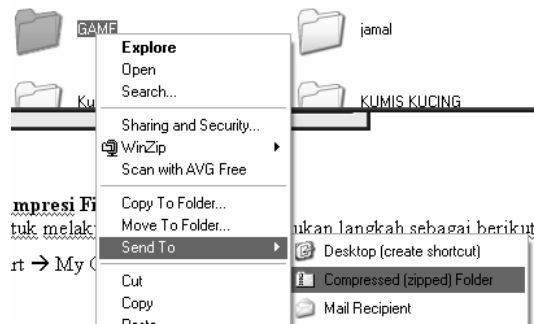 GAME
jamal
Explore
Open
Search...
Ku
KUMIS KUCING
Sharing and Security...
WinZip
Scan with AVG Free
mpresi Fi
Copy To Folder...
Move To Folder...
tuk melak
ukan langkah sebagai berikut
Send To
Desktop (create shortcut)
rt → My
Cut
Compressed (zipped) Folder
Copy
Mail Recipient